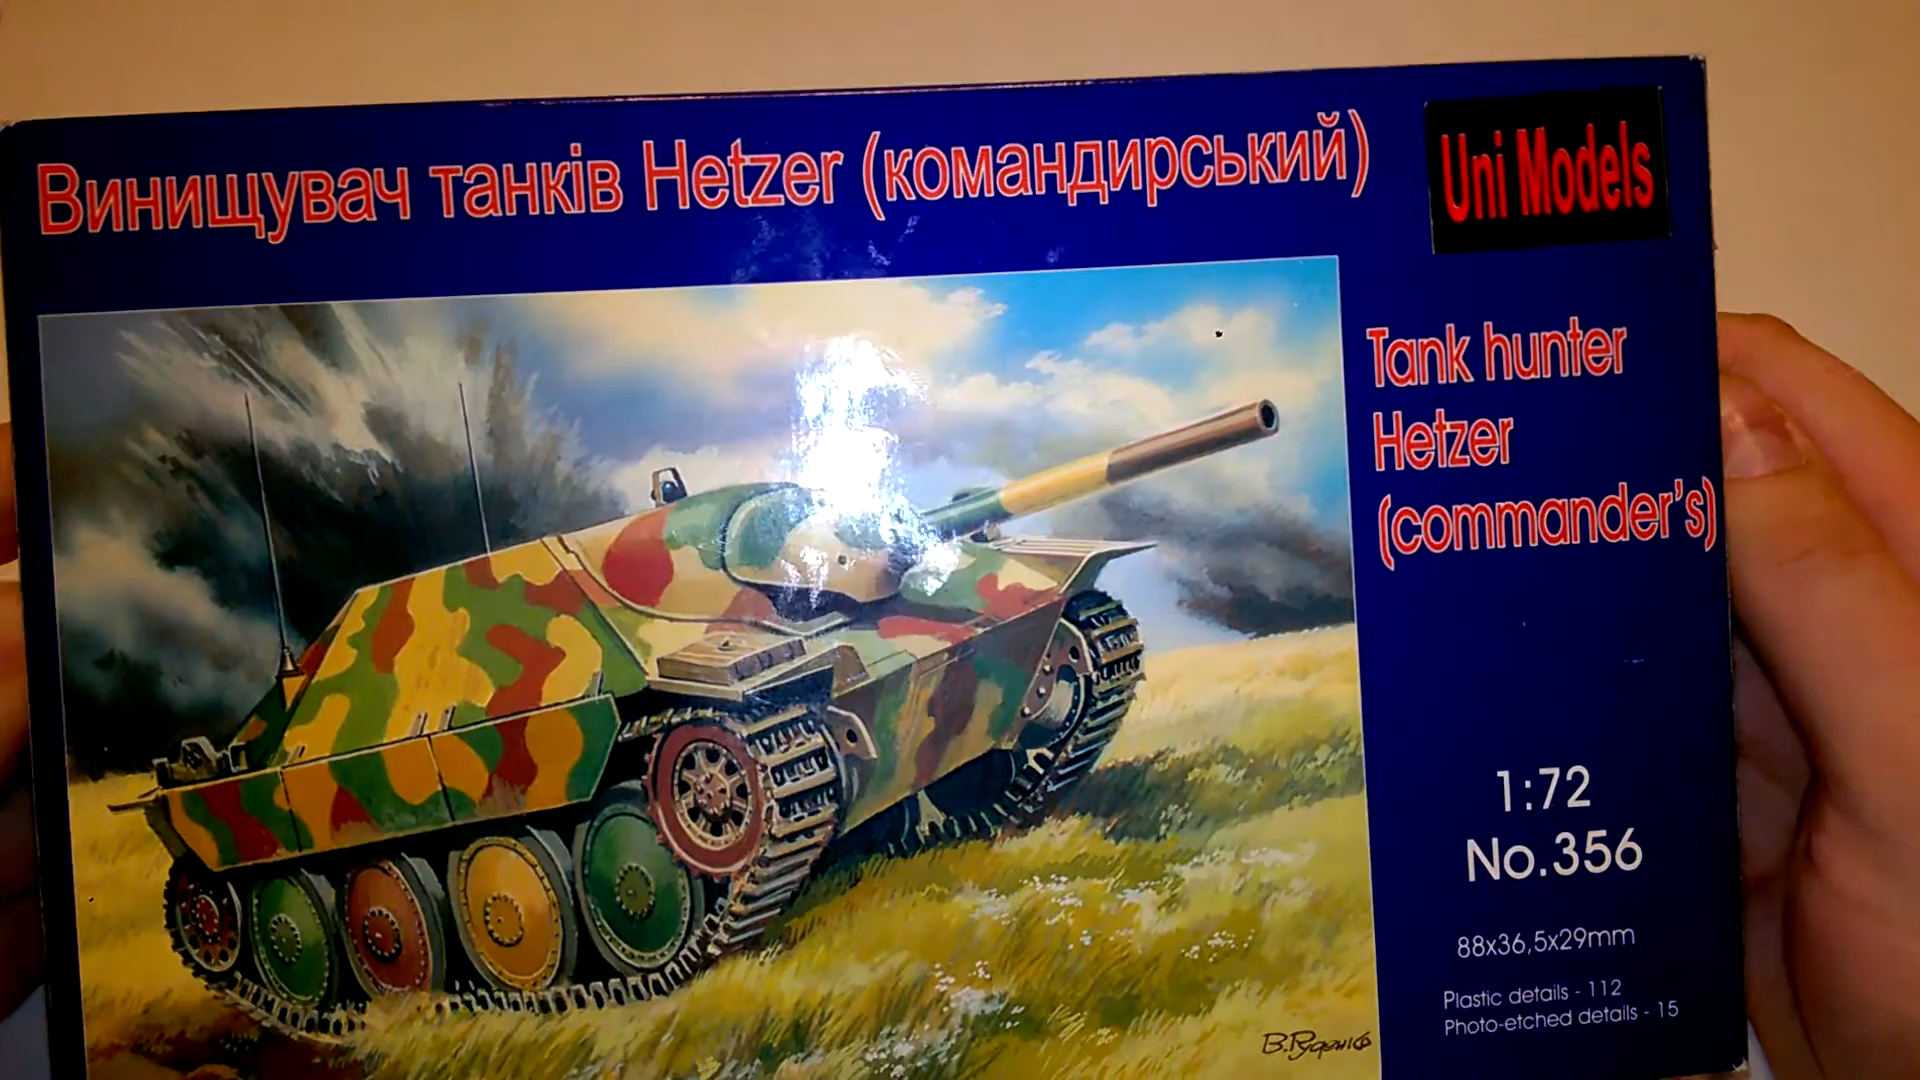 Винищувач танків Hetzer (командирський)
Uni Models
Tank hunter
Hetzer
(commander's)
1:72
No.356
88x36,5x29mm
Plastic details - 112
Photo-etched details - 15
В.Руденко